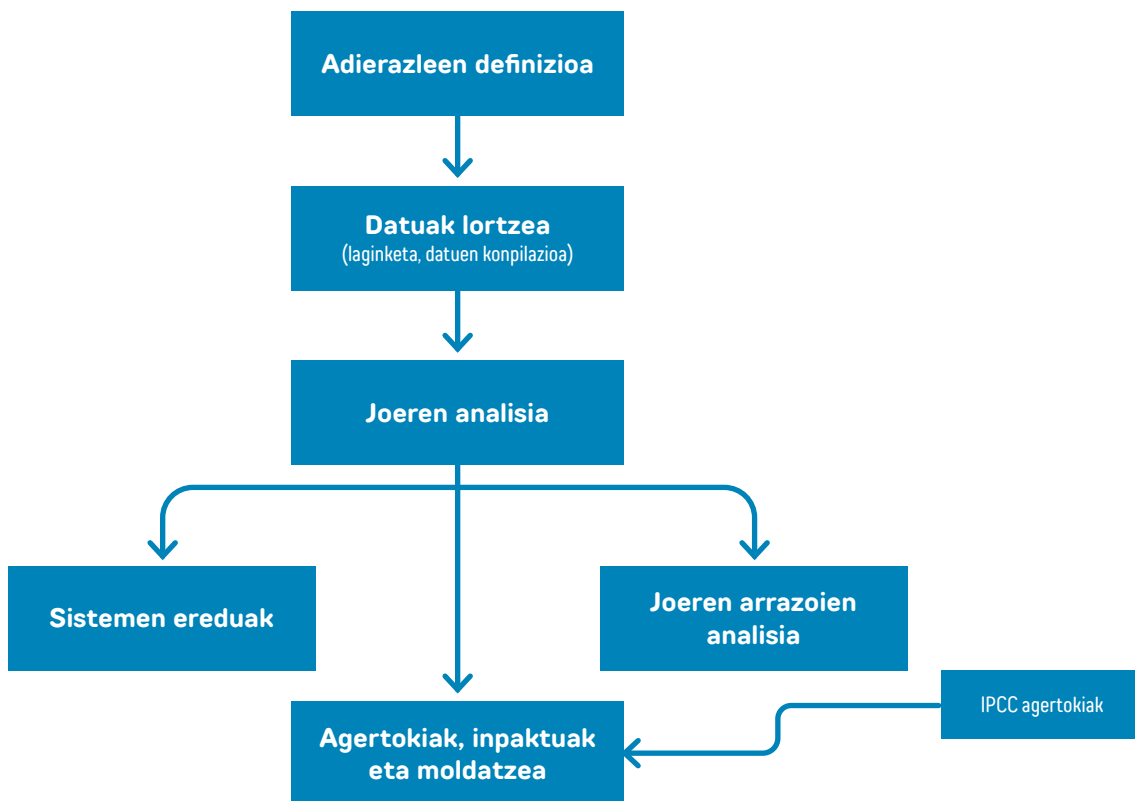 Adierazleen definizioa
Datuak lortzea
(laginketa, datuen konpilazioa)
Joeren analisia
Sistemen ereduak
Joeren arrazoien
analisia
IPCC agertokiak
Agertokiak, inpaktuak
eta moldatzea